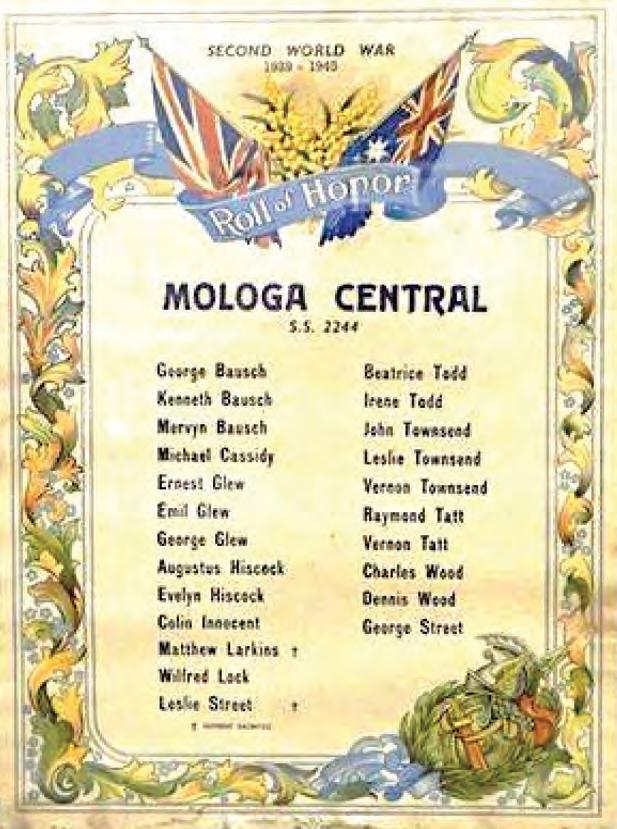 SECOND WORLD WAR
1939 - 1945
Roll of Honor
MOLOGA CENTRAL
S.S. 2244
George Bausch
Kenneth Bausch
Mervyn Bausch
Michael Cassidy
Ernest Glew
Emil Glew
George Glew
Augustus Hiscock
Evelyn Hiscock
Colin Innocent
Matthew Larkins †
Wilfred Lock
Leslie Street †
† SUPREME SACRIFICE
Beatrice Todd
Irene Todd
John Townsend
Leslie Townsend
Vernon Townsend
Raymond Tatt
Vernon Tatt
Charles Wood
Dennis Wood
George Street